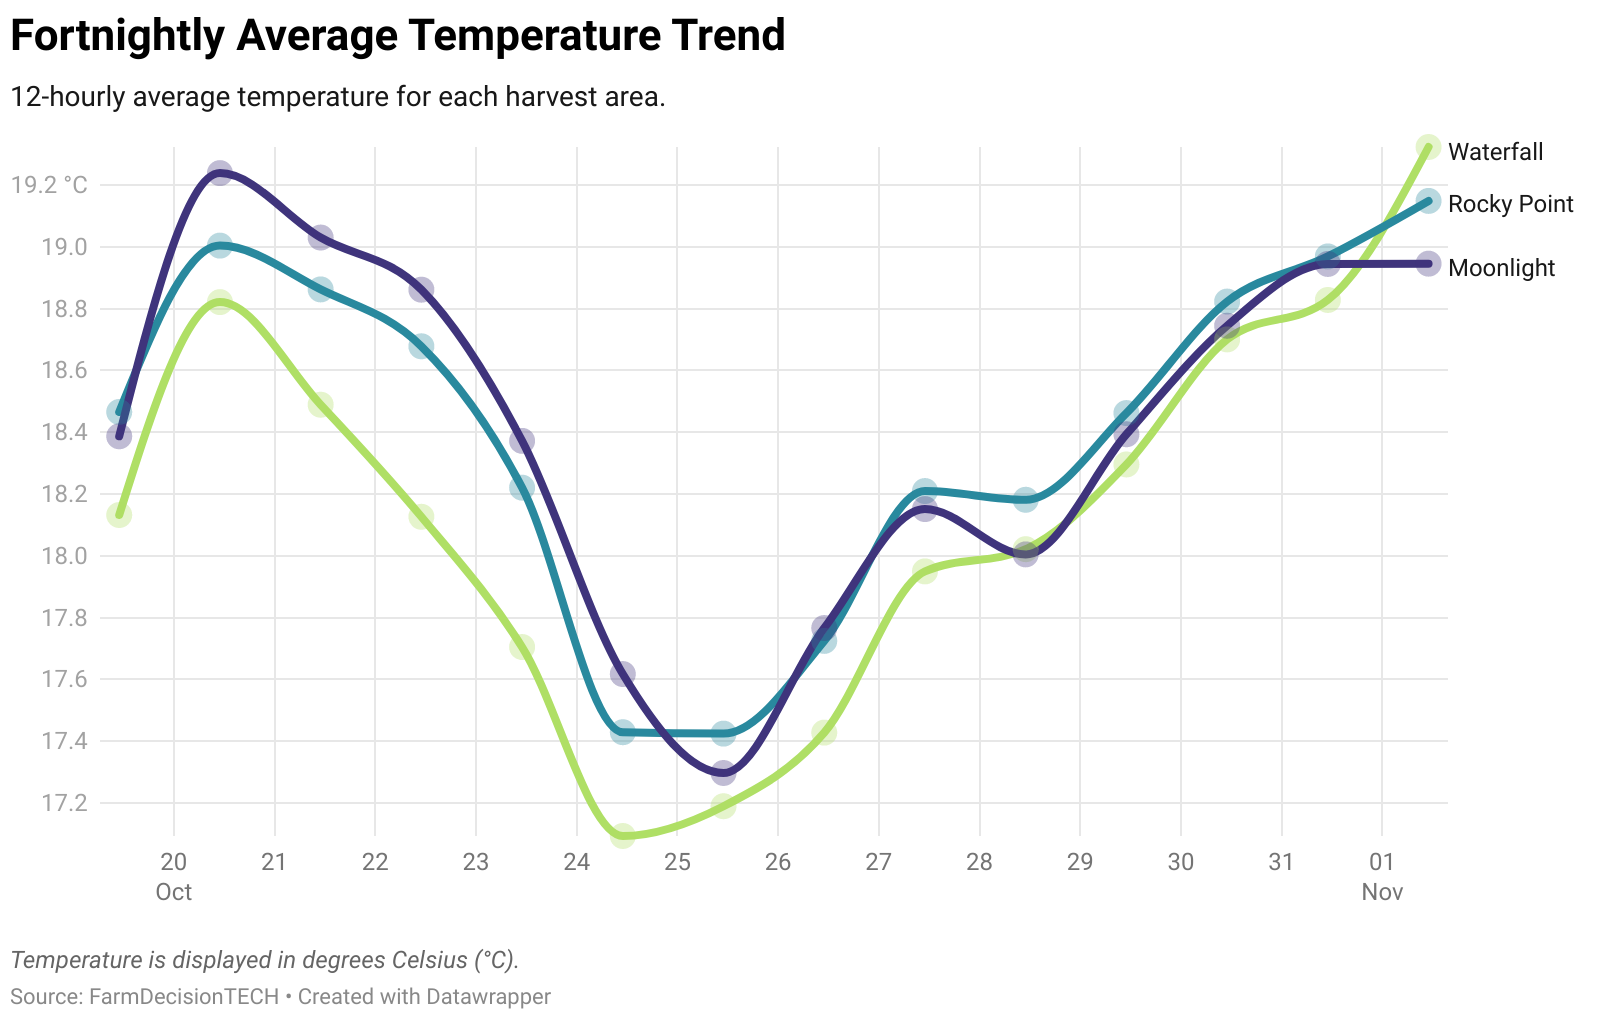 Fortnightly Average Temperature Trend
12-hourly average temperature for each harvest area.
Waterfall
19.2 °C
Rocky Point
19.0
Moonlight
18.8
18.6
18.4
18.2
18.0
17.8
17.6
17.4
17.2
20 21 22 23 24 25 26 27 28 29 30 31 01
Oct Nov
Temperature is displayed in degrees Celsius (°C).
Source: FarmDecisionTECH • Created with Datawrapper